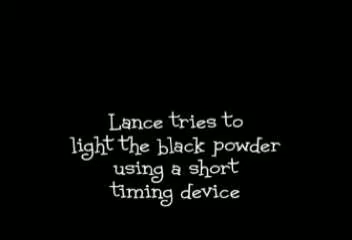 Lance tries to
light the black powder
using a short
timing device